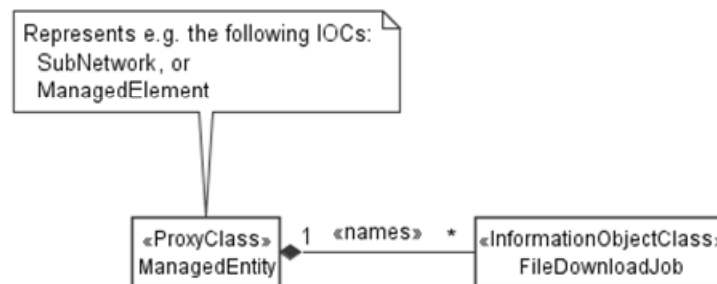 Represents e.g. the following IOCs:
SubNetwork, or
ManagedElement
«ProxyClass»
ManagedEntity
1 «names» *
«InformationObjectClass»
FileDownloadJob